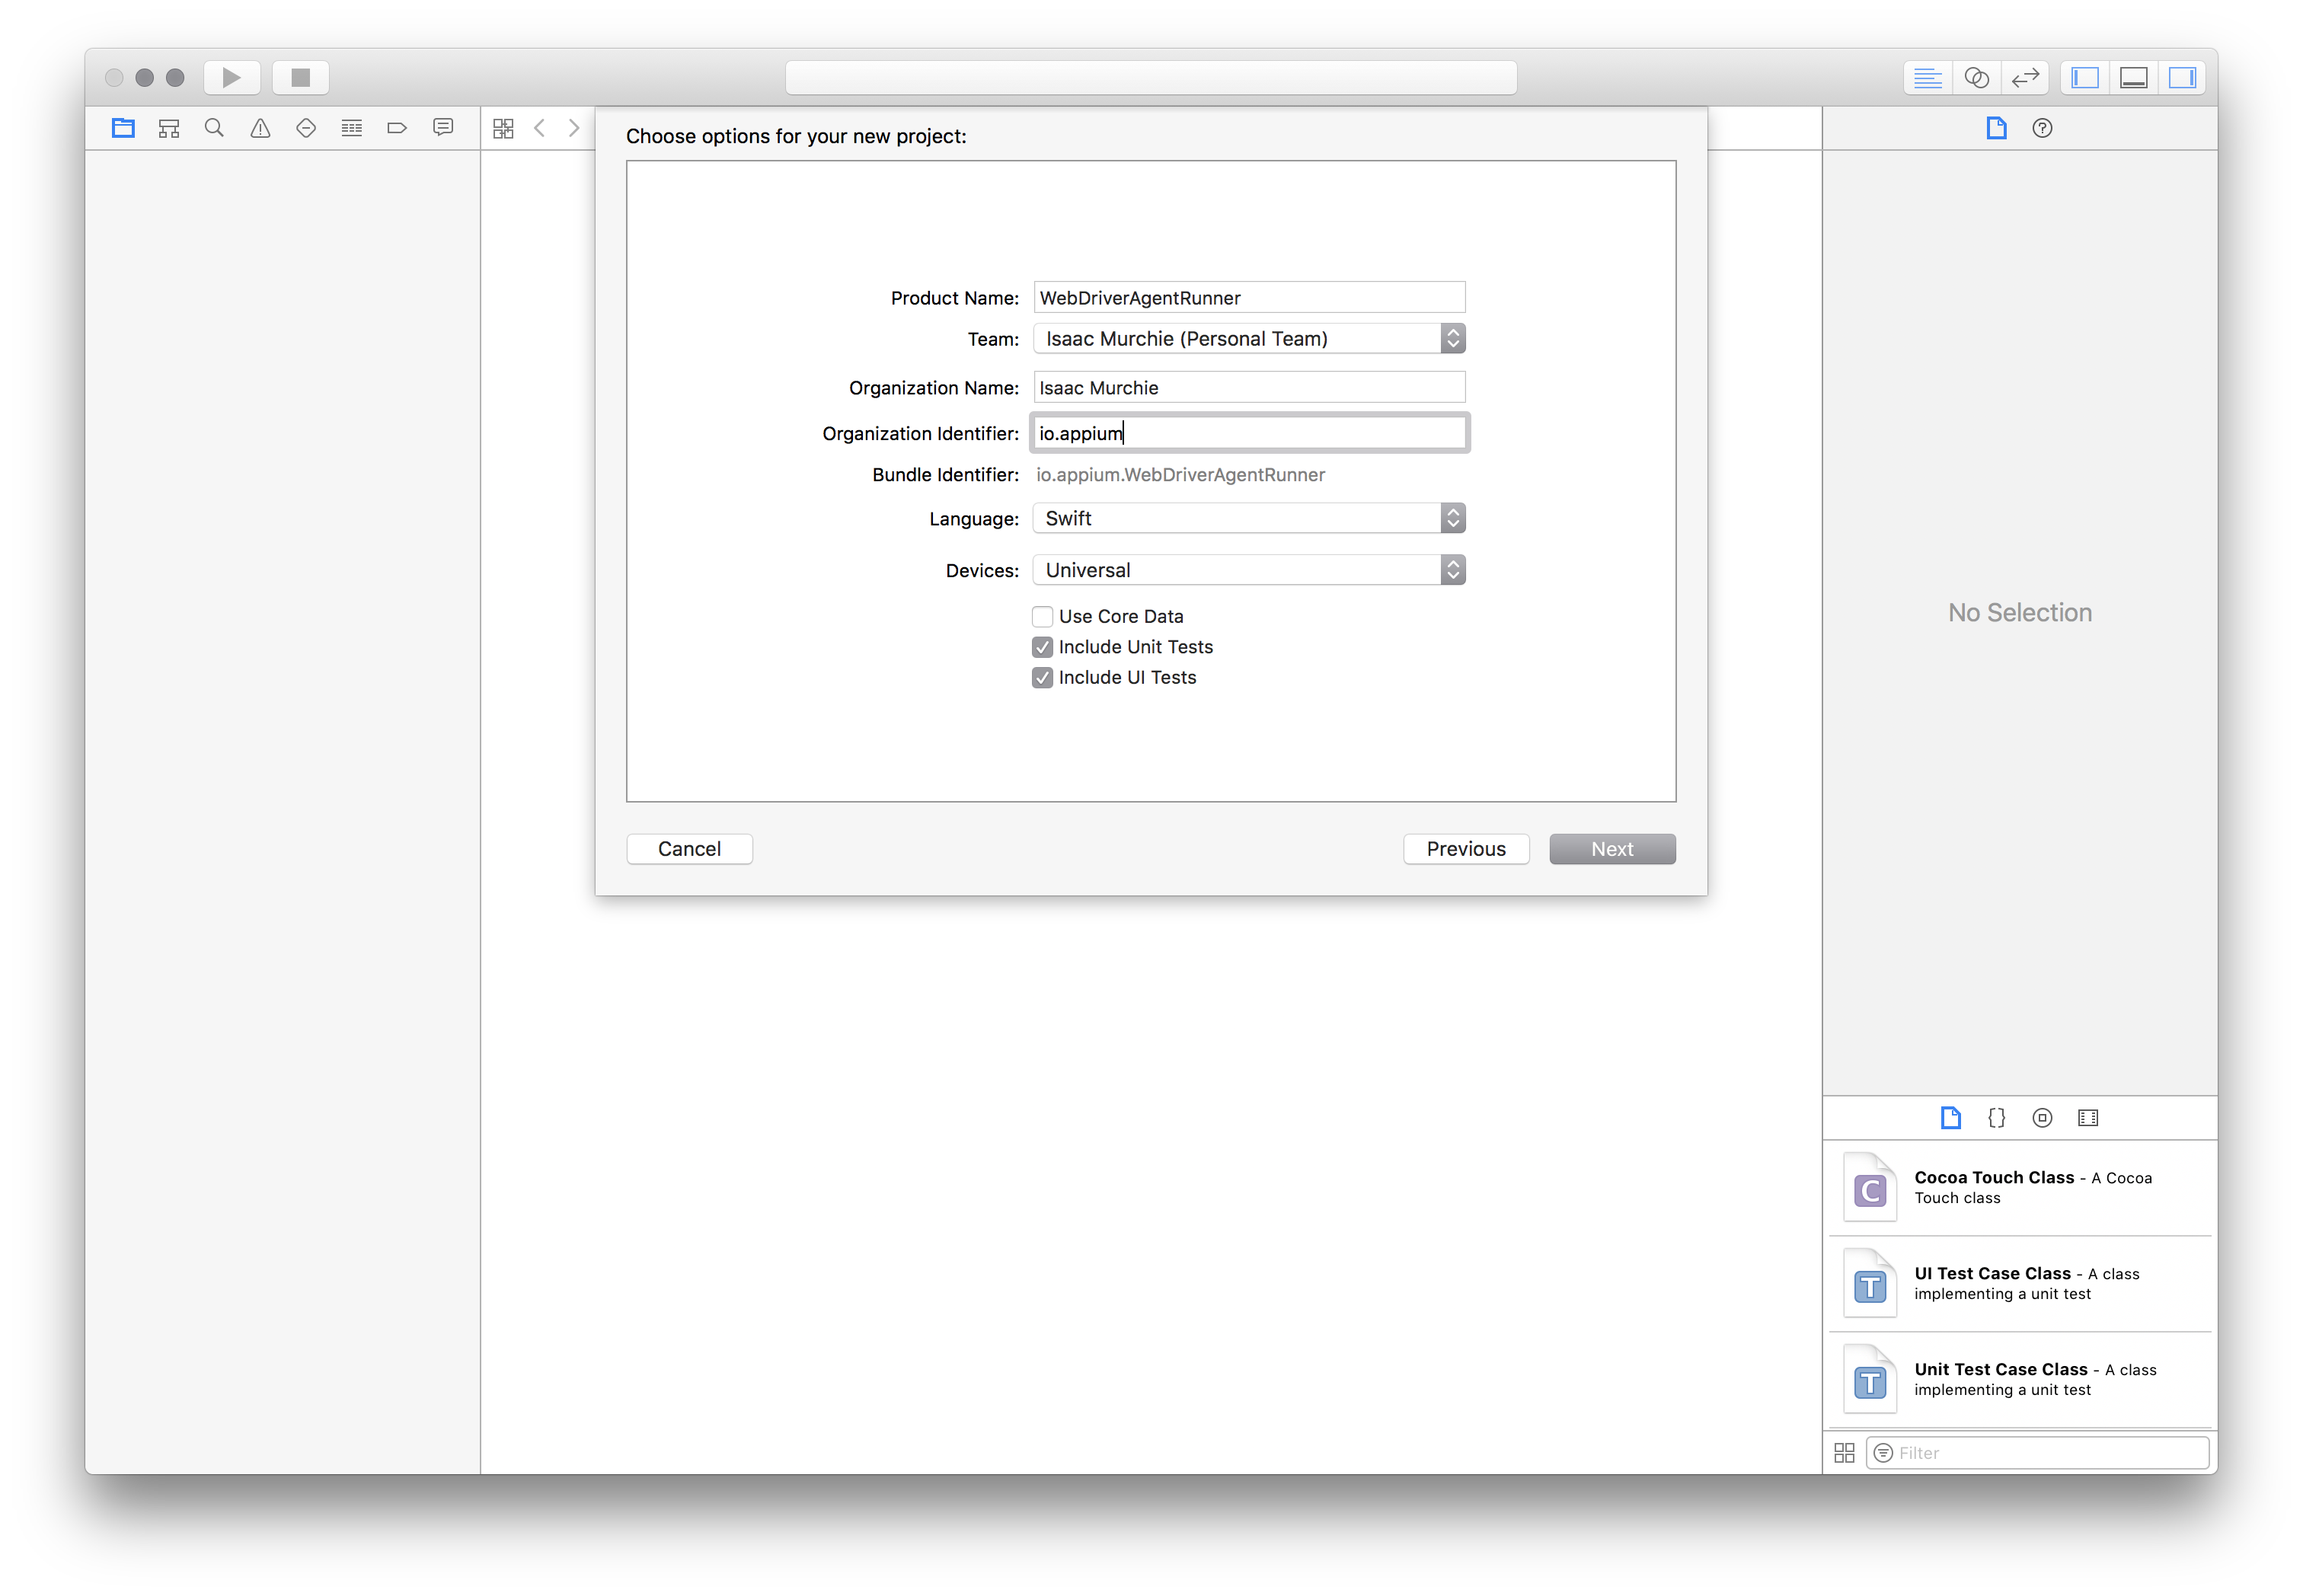 Choose options for your new project:
Product Name: WebDriverAgentRunner
Team: Isaac Murchie (Personal Team)
Organization Name: Isaac Murchie
Organization Identifier: io.appium
Bundle Identifier: io.appium.WebDriverAgentRunner
Language: Swift
Devices: Universal
Use Core Data
Include Unit Tests
Include UI Tests
Cancel
Previous
Next
No Selection
{}
C
Cocoa Touch Class - A Cocoa
Touch class
T
UI Test Case Class - A class
implementing a unit test
T
Unit Test Case Class - A class
implementing a unit test
Filter